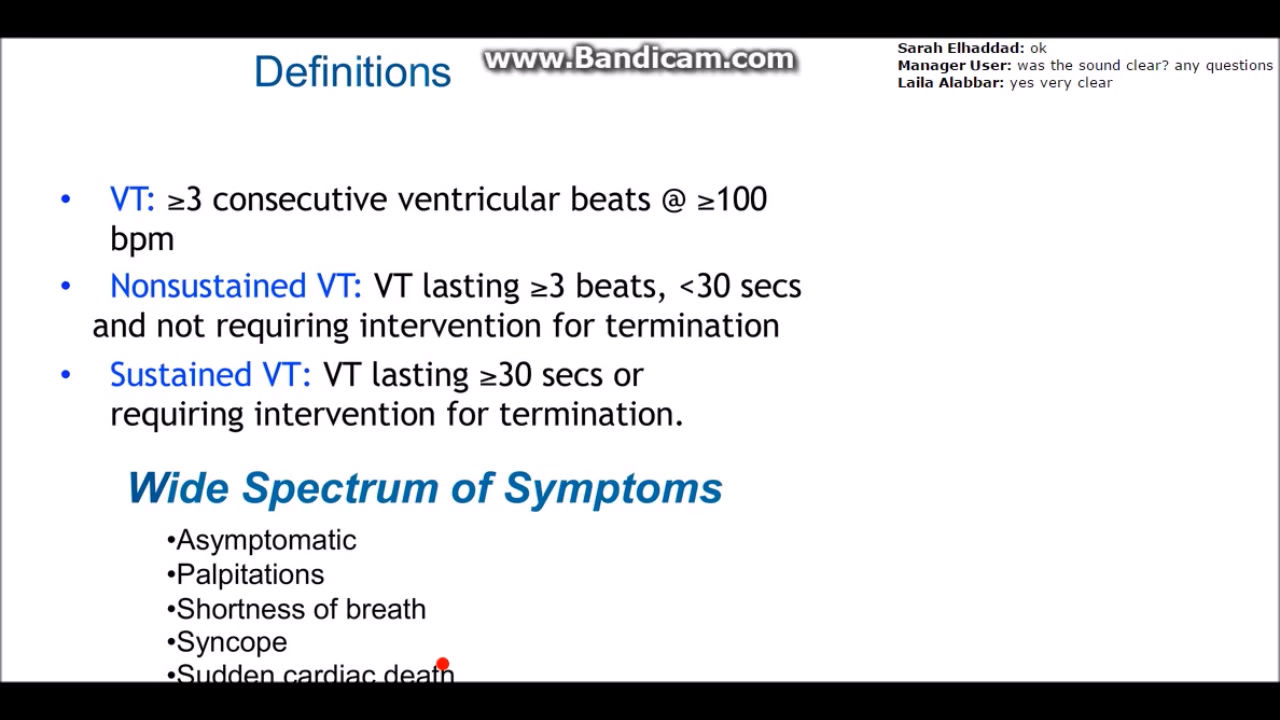 Definitions
www.Bandicam.com
Sarah Elhaddad: ok
Manager User: was the sound clear? any questions
Laila Alabbar: yes very clear
• VT: ≥3 consecutive ventricular beats @ ≥100
bpm
• Nonsustained VT: VT lasting ≥3 beats, <30 secs
and not requiring intervention for termination
• Sustained VT: VT lasting ≥30 secs or
requiring intervention for termination.
Wide Spectrum of Symptoms
•Asymptomatic
•Palpitations
•Shortness of breath
•Syncope
•Sudden cardiac death